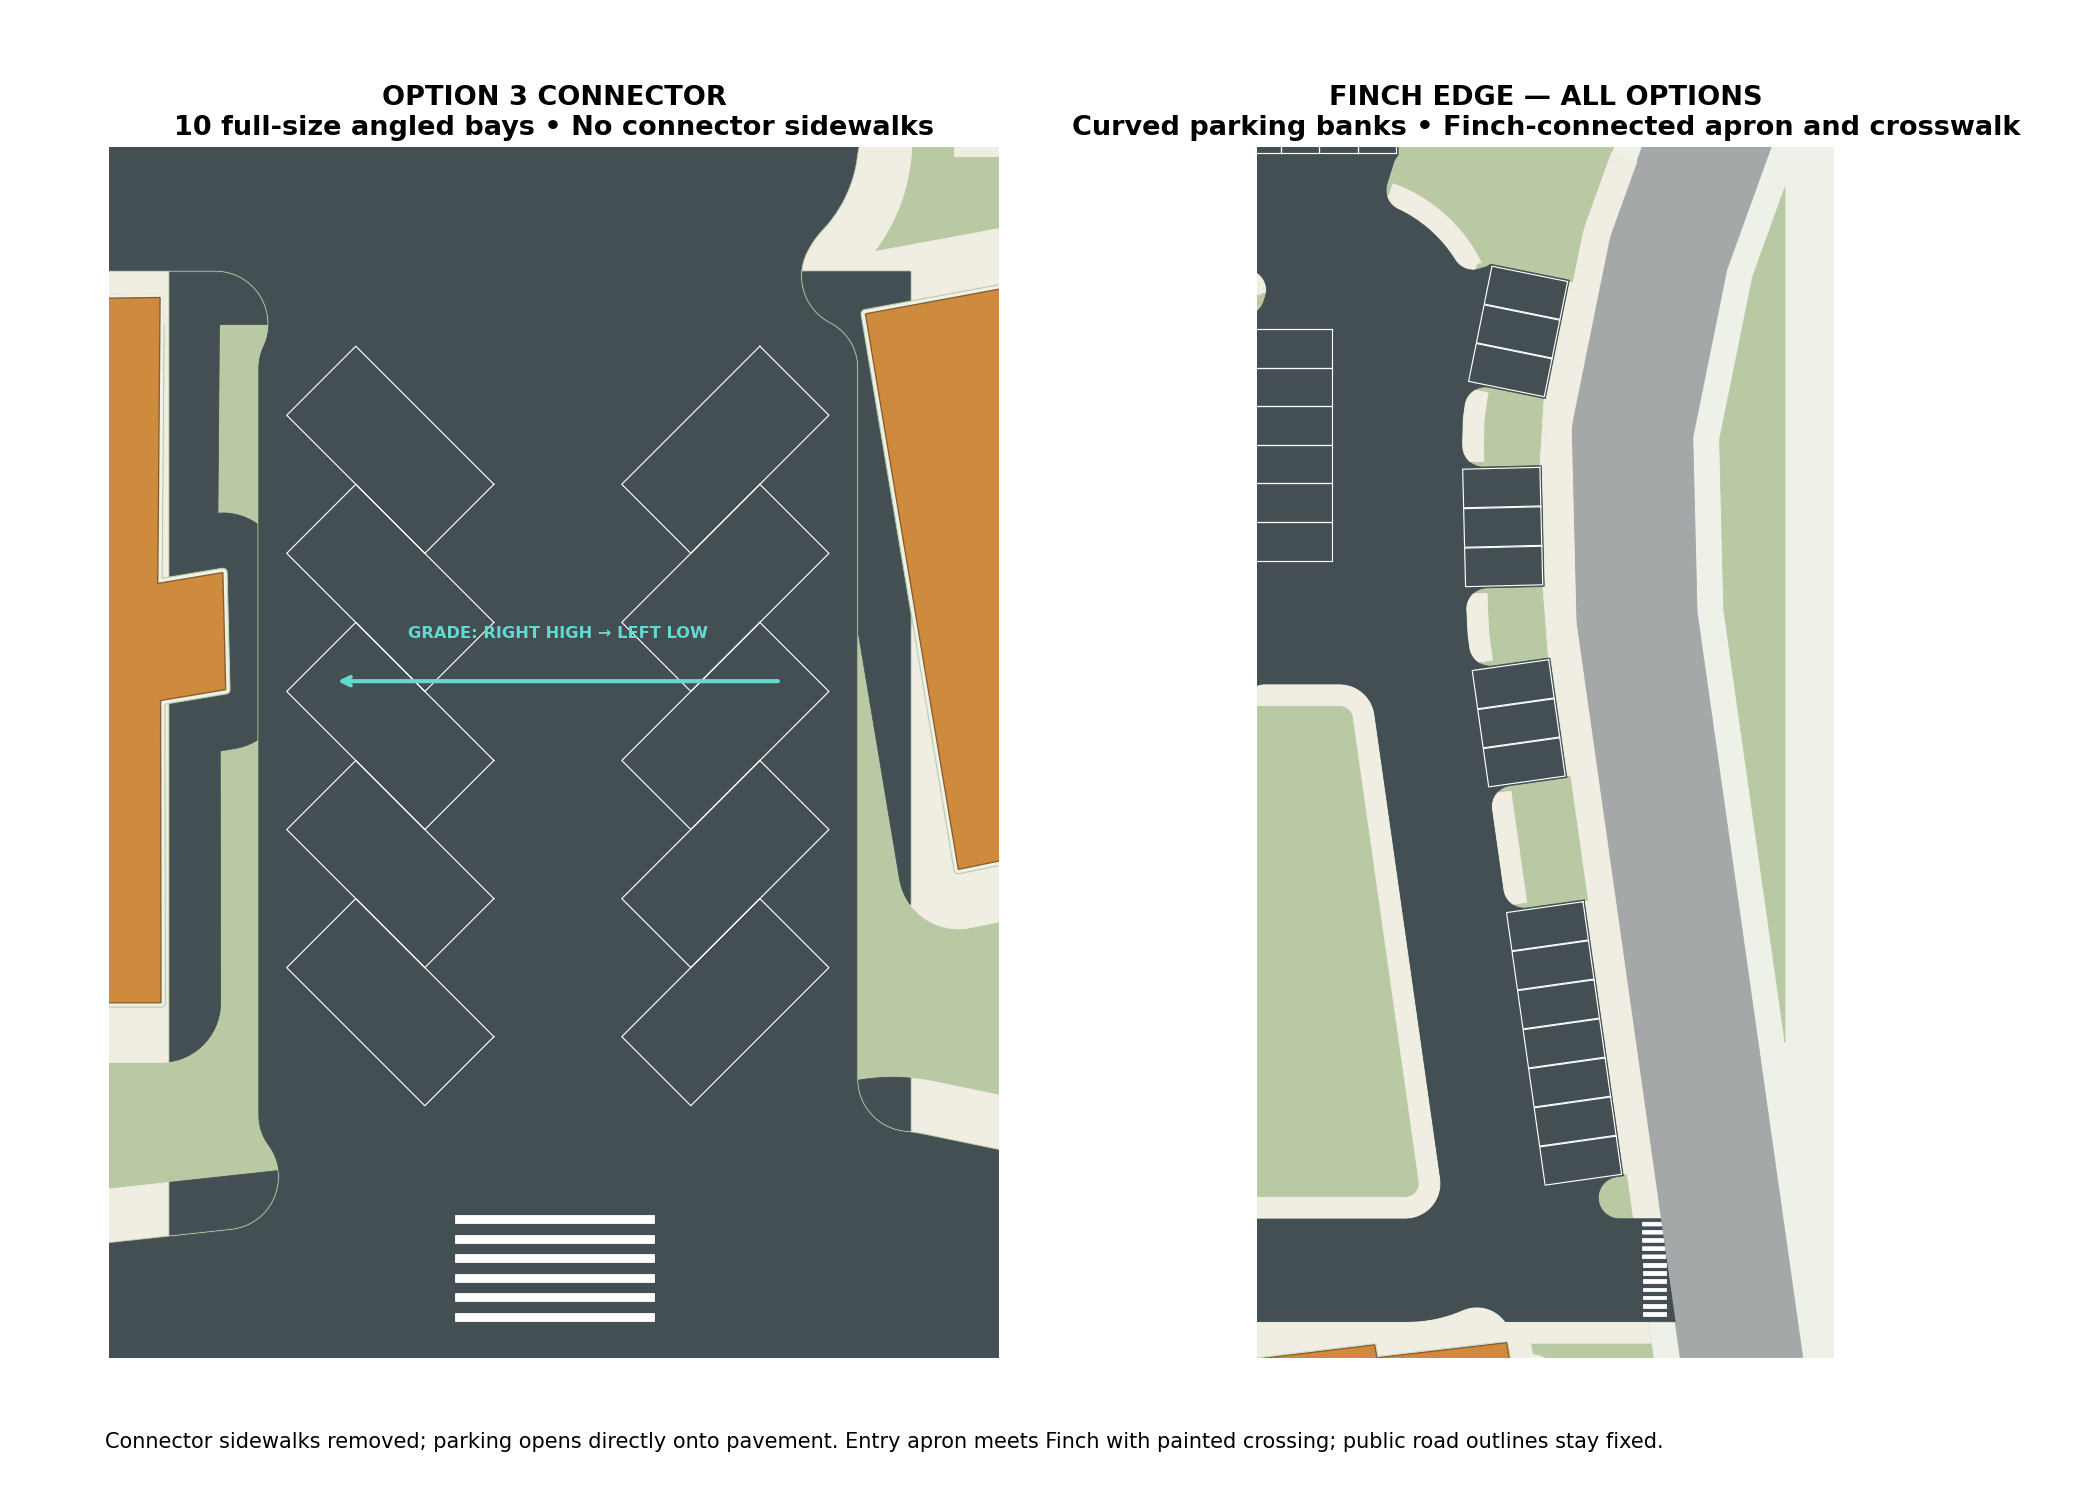 OPTION 3 CONNECTOR
10 full-size angled bays • No connector sidewalks
FINCH EDGE — ALL OPTIONS
Curved parking banks • Finch-connected apron and crosswalk
GRADE: RIGHT HIGH → LEFT LOW
Connector sidewalks removed; parking opens directly onto pavement. Entry apron meets Finch with painted crossing; public road outlines stay fixed.